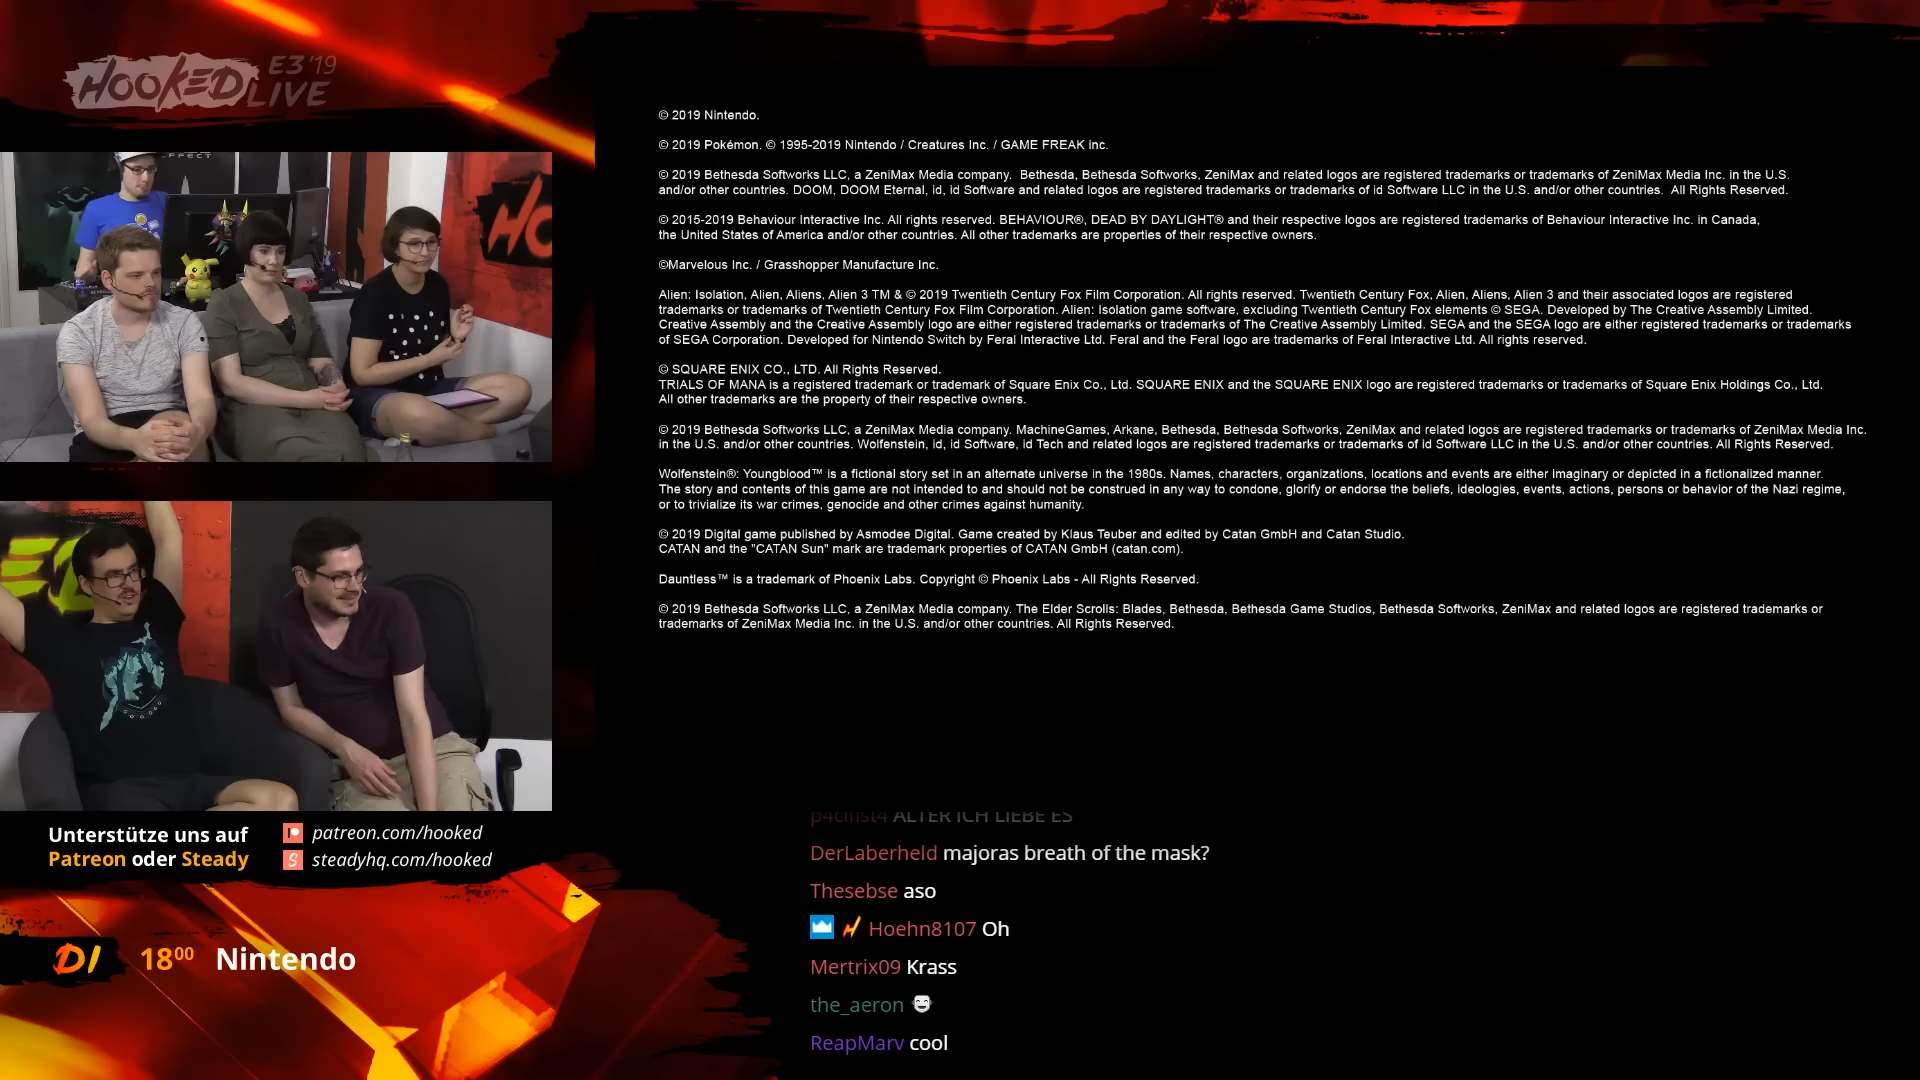 HOOKED
E3'19
LIVE
EFFECT
HO
© 2019 Nintendo.
© 2019 Pokémon. © 1995-2019 Nintendo / Creatures Inc. / GAME FREAK inc.
© 2019 Bethesda Softworks LLC, a ZeniMax Media company. Bethesda, Bethesda Softworks, ZeniMax and related logos are registered trademarks or trademarks of ZeniMax Media Inc. in the U.S.
and/or other countries. DOOM, DOOM Eternal, id, id Software and related logos are registered trademarks or trademarks of id Software LLC in the U.S. and/or other countries. All Rights Reserved.
© 2015-2019 Behaviour Interactive Inc. All rights reserved. BEHAVIOUR®, DEAD BY DAYLIGHT® and their respective logos are registered trademarks of Behaviour Interactive Inc. in Canada,
the United States of America and/or other countries. All other trademarks are properties of their respective owners.
©Marvelous Inc. / Grasshopper Manufacture Inc.
Alien: Isolation, Alien, Aliens, Alien 3 TM & © 2019 Twentieth Century Fox Film Corporation. All rights reserved. Twentieth Century Fox, Alien, Aliens, Alien 3 and their associated logos are registered
trademarks or trademarks of Twentieth Century Fox Film Corporation. Alien: Isolation game software, excluding Twentieth Century Fox elements © SEGA. Developed by The Creative Assembly Limited.
Creative Assembly and the Creative Assembly logo are either registered trademarks or trademarks of The Creative Assembly Limited. SEGA and the SEGA logo are either registered trademarks or trademarks
of SEGA Corporation. Developed for Nintendo Switch by Feral Interactive Ltd. Feral and the Feral logo are trademarks of Feral Interactive Ltd. All rights reserved.
© SQUARE ENIX CO., LTD. All Rights Reserved.
TRIALS OF MANA is a registered trademark or trademark of Square Enix Co., Ltd. SQUARE ENIX and the SQUARE ENIX logo are registered trademarks or trademarks of Square Enix Holdings Co., Ltd.
All other trademarks are the property of their respective owners.
© 2019 Bethesda Softworks LLC, a ZeniMax Media company. MachineGames, Arkane, Bethesda, Bethesda Softworks, ZeniMax and related logos are registered trademarks or trademarks of ZeniMax Media Inc.
in the U.S. and/or other countries. Wolfenstein, id, id Software, id Tech and related logos are registered trademarks or trademarks of id Software LLC in the U.S. and/or other countries. All Rights Reserved.
Wolfenstein®: Youngblood™ is a fictional story set in an alternate universe in the 1980s. Names, characters, organizations, locations and events are either imaginary or depicted in a fictionalized manner.
The story and contents of this game are not intended to and should not be construed in any way to condone, glorify or endorse the beliefs, ideologies, events, actions, persons or behavior of the Nazi regime,
or to trivialize its war crimes, genocide and other crimes against humanity.
© 2019 Digital game published by Asmodee Digital. Game created by Klaus Teuber and edited by Catan GmbH and Catan Studio.
CATAN and the "CATAN Sun" mark are trademark properties of CATAN GmbH (catan.com).
Dauntless™ is a trademark of Phoenix Labs. Copyright © Phoenix Labs - All Rights Reserved.
© 2019 Bethesda Softworks LLC, a ZeniMax Media company. The Elder Scrolls: Blades, Bethesda, Bethesda Game Studios, Bethesda Softworks, ZeniMax and related logos are registered trademarks or
trademarks of ZeniMax Media Inc. in the U.S. and/or other countries. All Rights Reserved.
Unterstütze uns auf
Patreon oder Steady
patreon.com/hooked
steadyhq.com/hooked
DI 18⁰⁰ Nintendo
ALTER ICH LIEBE ES
DerLaberheld majoras breath of the mask?
Thesebse aso
Hoehn8107 Oh
Mertrix09 Krass
the_aeron
ReapMarv cool